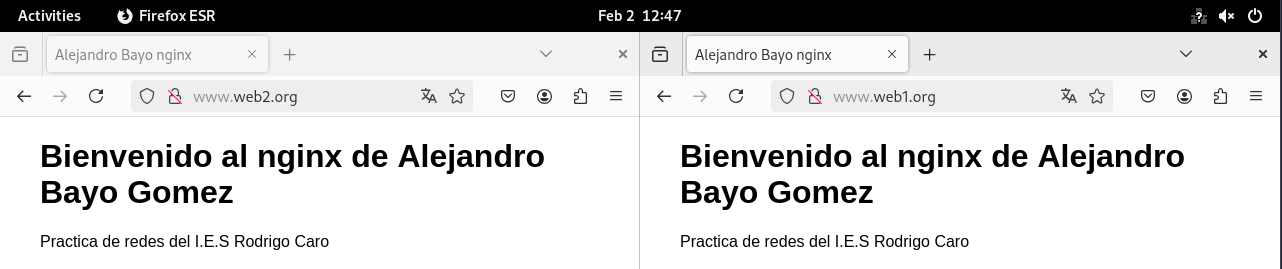 Activities Firefox ESR Feb 2 12:47
Alejandro Bayo nginx
www.web2.org
Bienvenido al nginx de Alejandro
Bayo Gomez
Practica de redes del I.E.S Rodrigo Caro
Alejandro Bayo nginx
www.web1.org
Bienvenido al nginx de Alejandro
Bayo Gomez
Practica de redes del I.E.S Rodrigo Caro